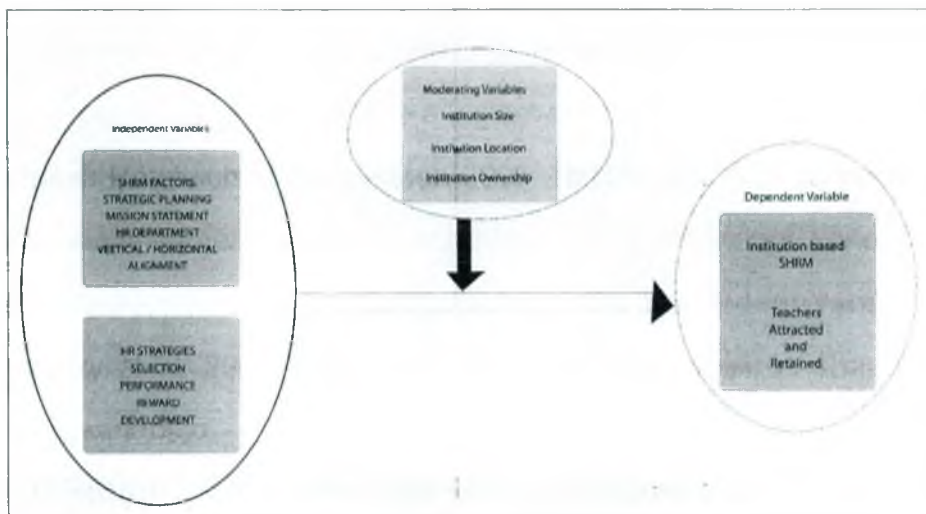 Independent Variables
SHRM FACTORS:
STRATEGIC PLANNING
MISSION STATEMENT
HR DEPARTMENT
VEETICAL / HORIZONTAL
ALIGNMENT
HR STRATEGIES
SELECTION
PERFORMANCE
REWARD
DEVELOPMENT
Moderating Variables
Institution Size
Institution Location
Institution Ownership
Dependent Variable
Institution based
SHRM
Teachers
Attracted
and
Retained